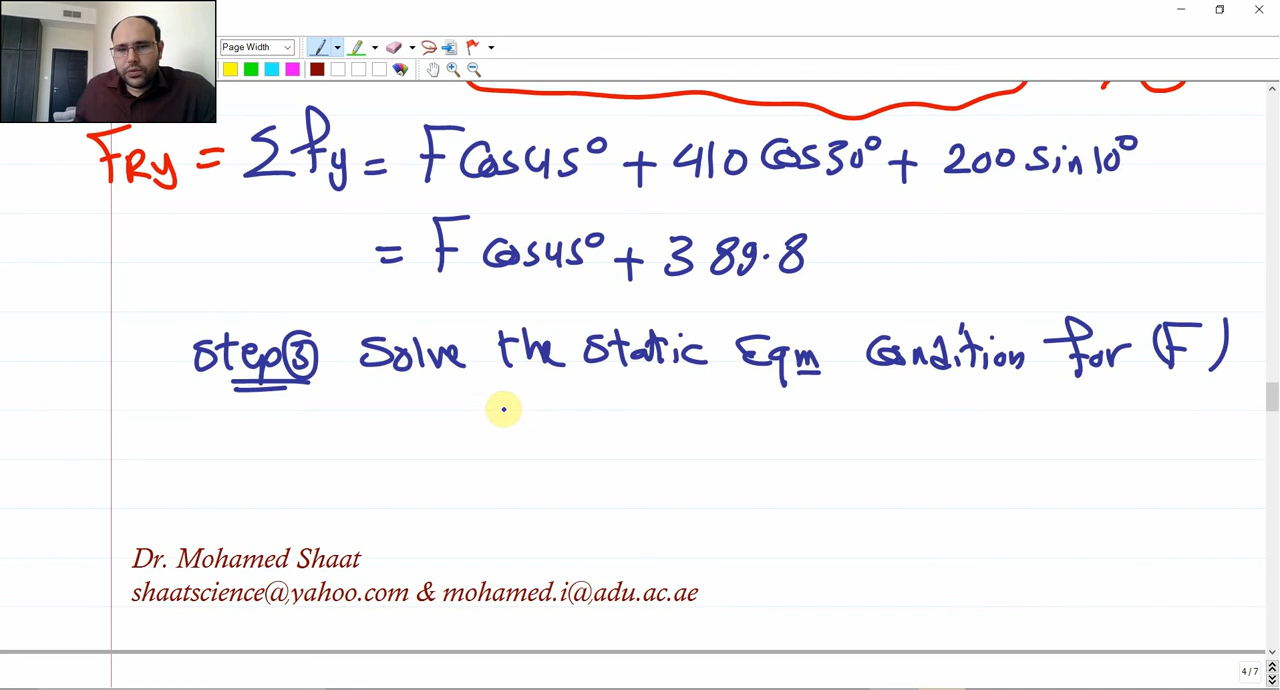 Page Width
FRy = Σfy = F Cos45° + 410 Cos30° + 200 sin10°
= F Cos45° + 389.8
step③ Solve the static Eqm Condition for (F)
Dr. Mohamed Shaat
shaatscience@yahoo.com & mohamed.i@adu.ac.ae
4/7